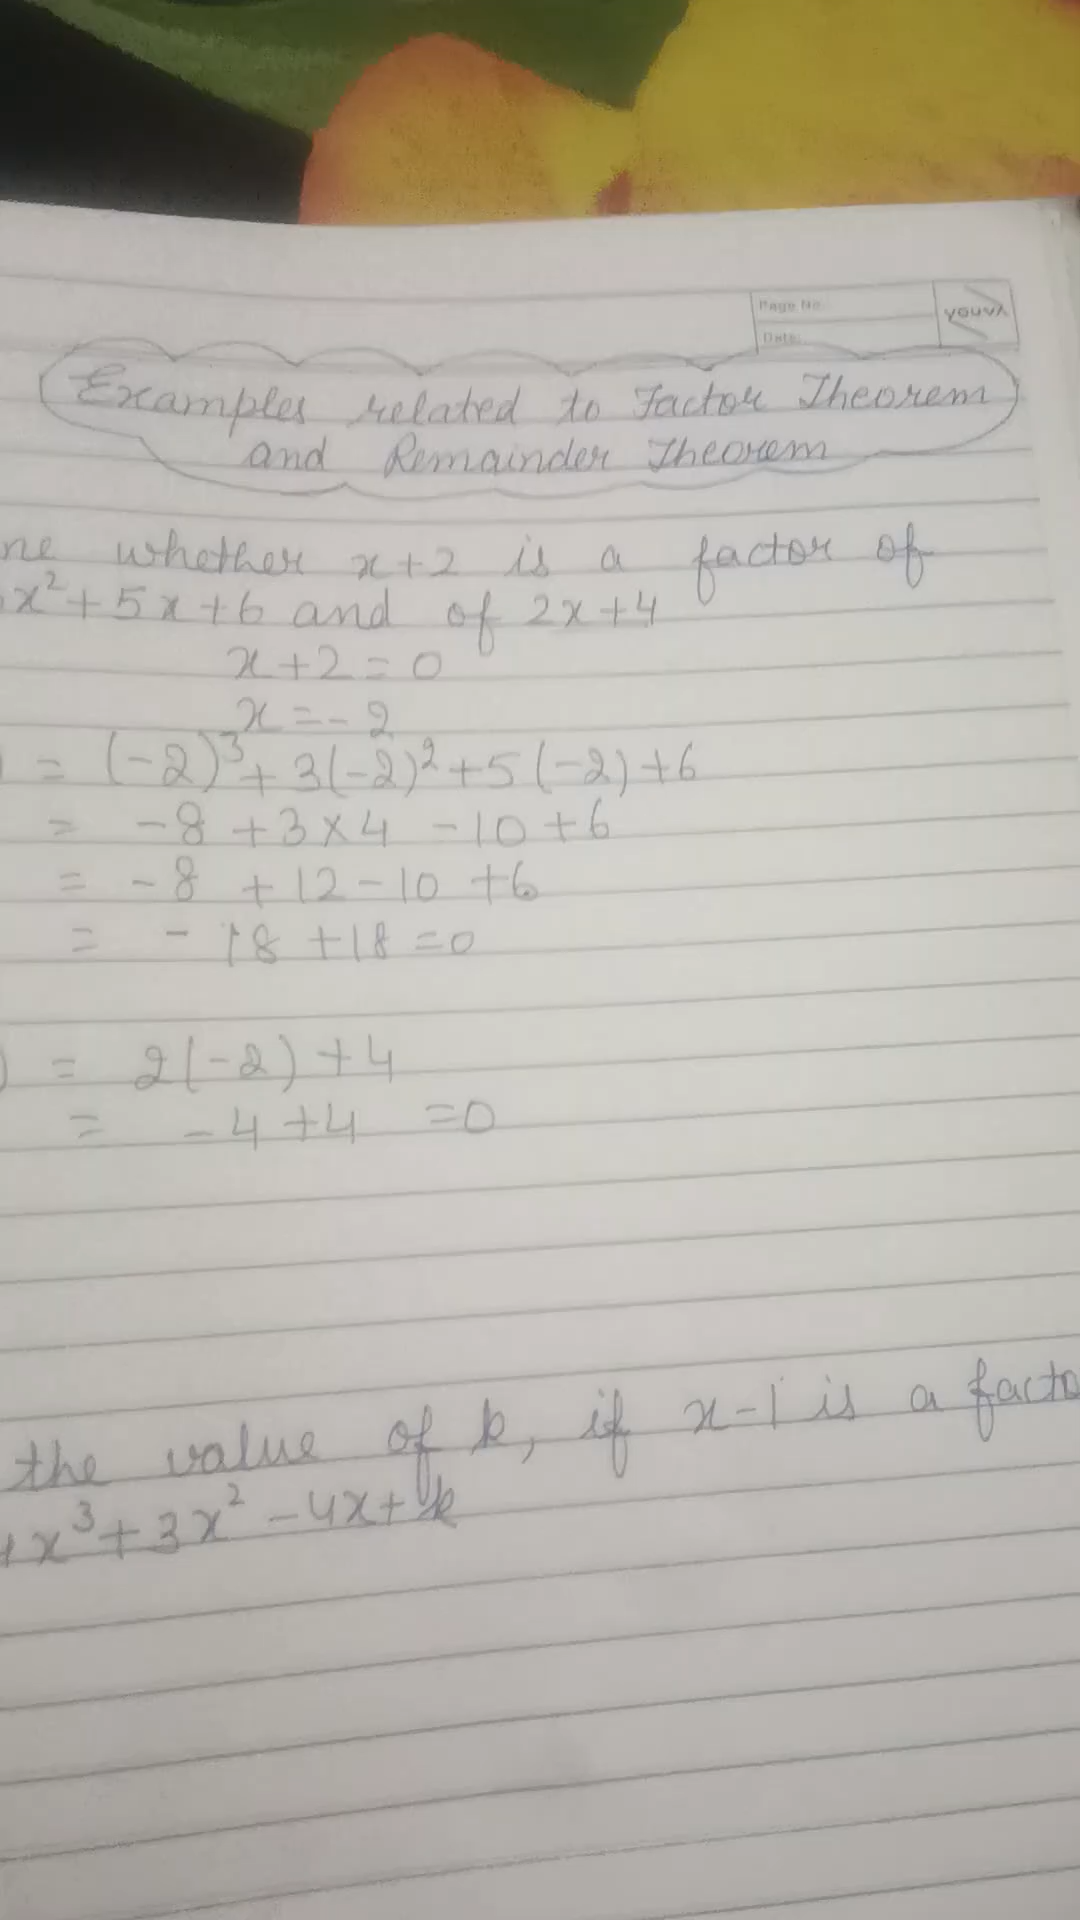 Page No.
Date:
YOUVA
Examples related to Factor Theorem
and Remainder Theorem
ne whether x+2 is a factor of
x²+5x+6 and of 2x+4
x+2=0
x=-2
) = (-2)³+3(-2)²+5(-2)+6
= -8+3×4-10+6
= -8+12-10+6
= -18+18=0
) = 2(-2)+4
= -4+4 =0
the value of k, if x-1 is a facto
4x³+3x²-4x+k